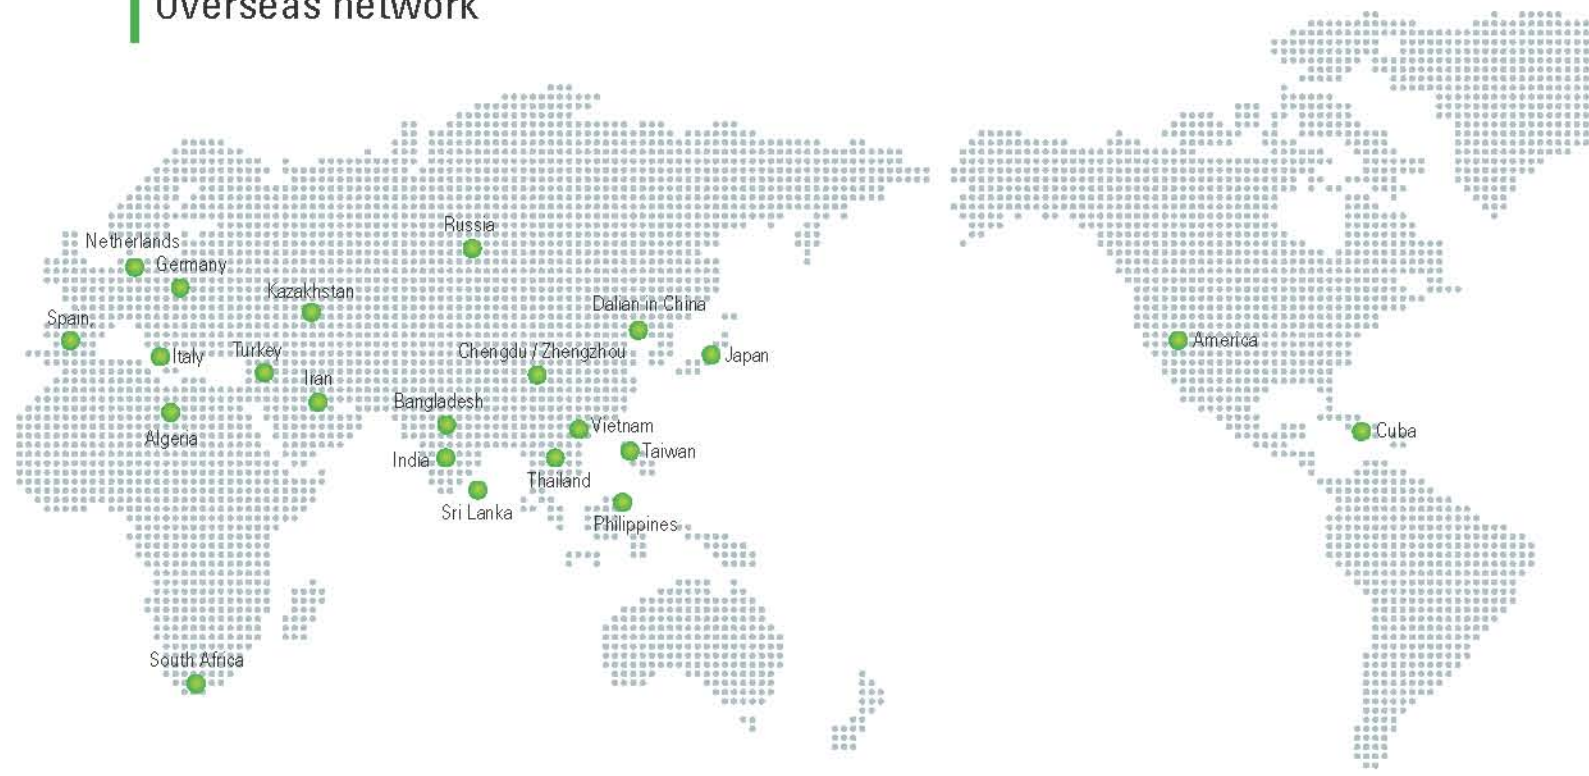 Overseas network
Russia
Netherlands
Germany
Kazakhstan
Dalian in China
Spain,
Italy
Turkey
Chengdu / Zhengzhou
Japan
America
Iran
Bangladesh
Algeria
Vietnam
Cuba
India
Taiwan
Thailand
Sri Lanka
Philippines
South Africa